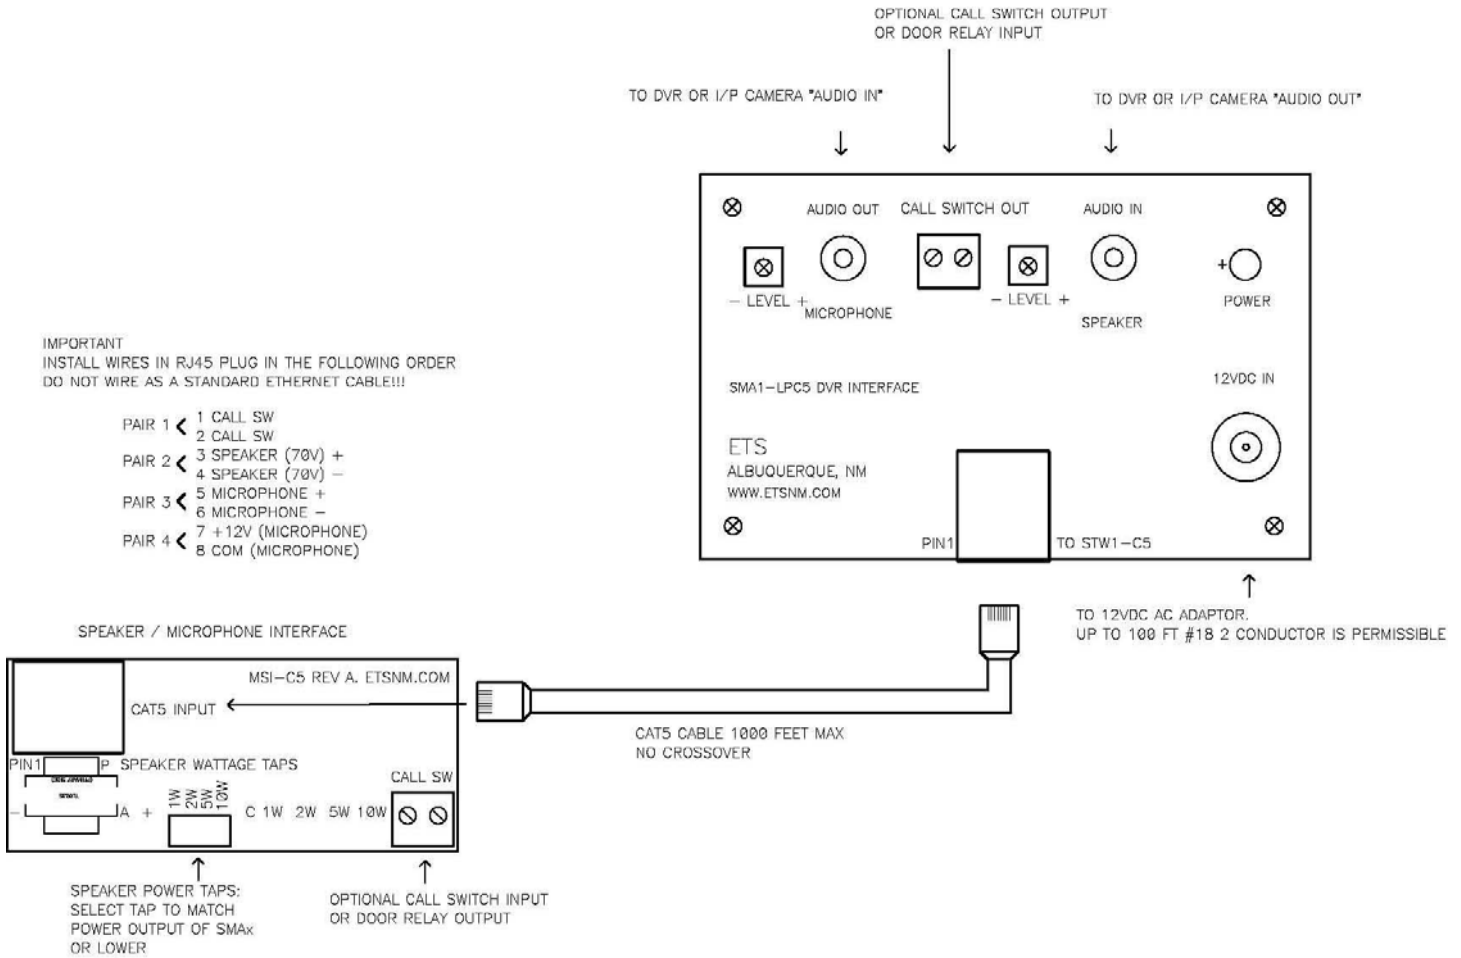 OPTIONAL CALL SWITCH OUTPUT
OR DOOR RELAY INPUT
TO DVR OR I/P CAMERA "AUDIO IN"
TO DVR OR I/P CAMERA "AUDIO OUT"
AUDIO OUT
CALL SWITCH OUT
AUDIO IN
- LEVEL +
MICROPHONE
- LEVEL +
SPEAKER
+
POWER
SMA1-LPC5 DVR INTERFACE
12VDC IN
ETS
ALBUQUERQUE, NM
WWW.ETSNM.COM
PIN1
TO STW1-C5
TO 12VDC AC ADAPTOR.
UP TO 100 FT #18 2 CONDUCTOR IS PERMISSIBLE
IMPORTANT
INSTALL WIRES IN RJ45 PLUG IN THE FOLLOWING ORDER
DO NOT WIRE AS A STANDARD ETHERNET CABLE!!!
PAIR 1
1 CALL SW
2 CALL SW
PAIR 2
3 SPEAKER (70V) +
4 SPEAKER (70V) -
PAIR 3
5 MICROPHONE +
6 MICROPHONE -
PAIR 4
7 +12V (MICROPHONE)
8 COM (MICROPHONE)
SPEAKER / MICROPHONE INTERFACE
MSI-C5 REV A. ETSNM.COM
CAT5 INPUT
PIN1
P
SPEAKER WATTAGE TAPS
CALL SW
- A +
1W
2W
5W
10W
C 1W 2W 5W 10W
CAT5 CABLE 1000 FEET MAX
NO CROSSOVER
SPEAKER POWER TAPS:
SELECT TAP TO MATCH
POWER OUTPUT OF SMAx
OR LOWER
OPTIONAL CALL SWITCH INPUT
OR DOOR RELAY OUTPUT